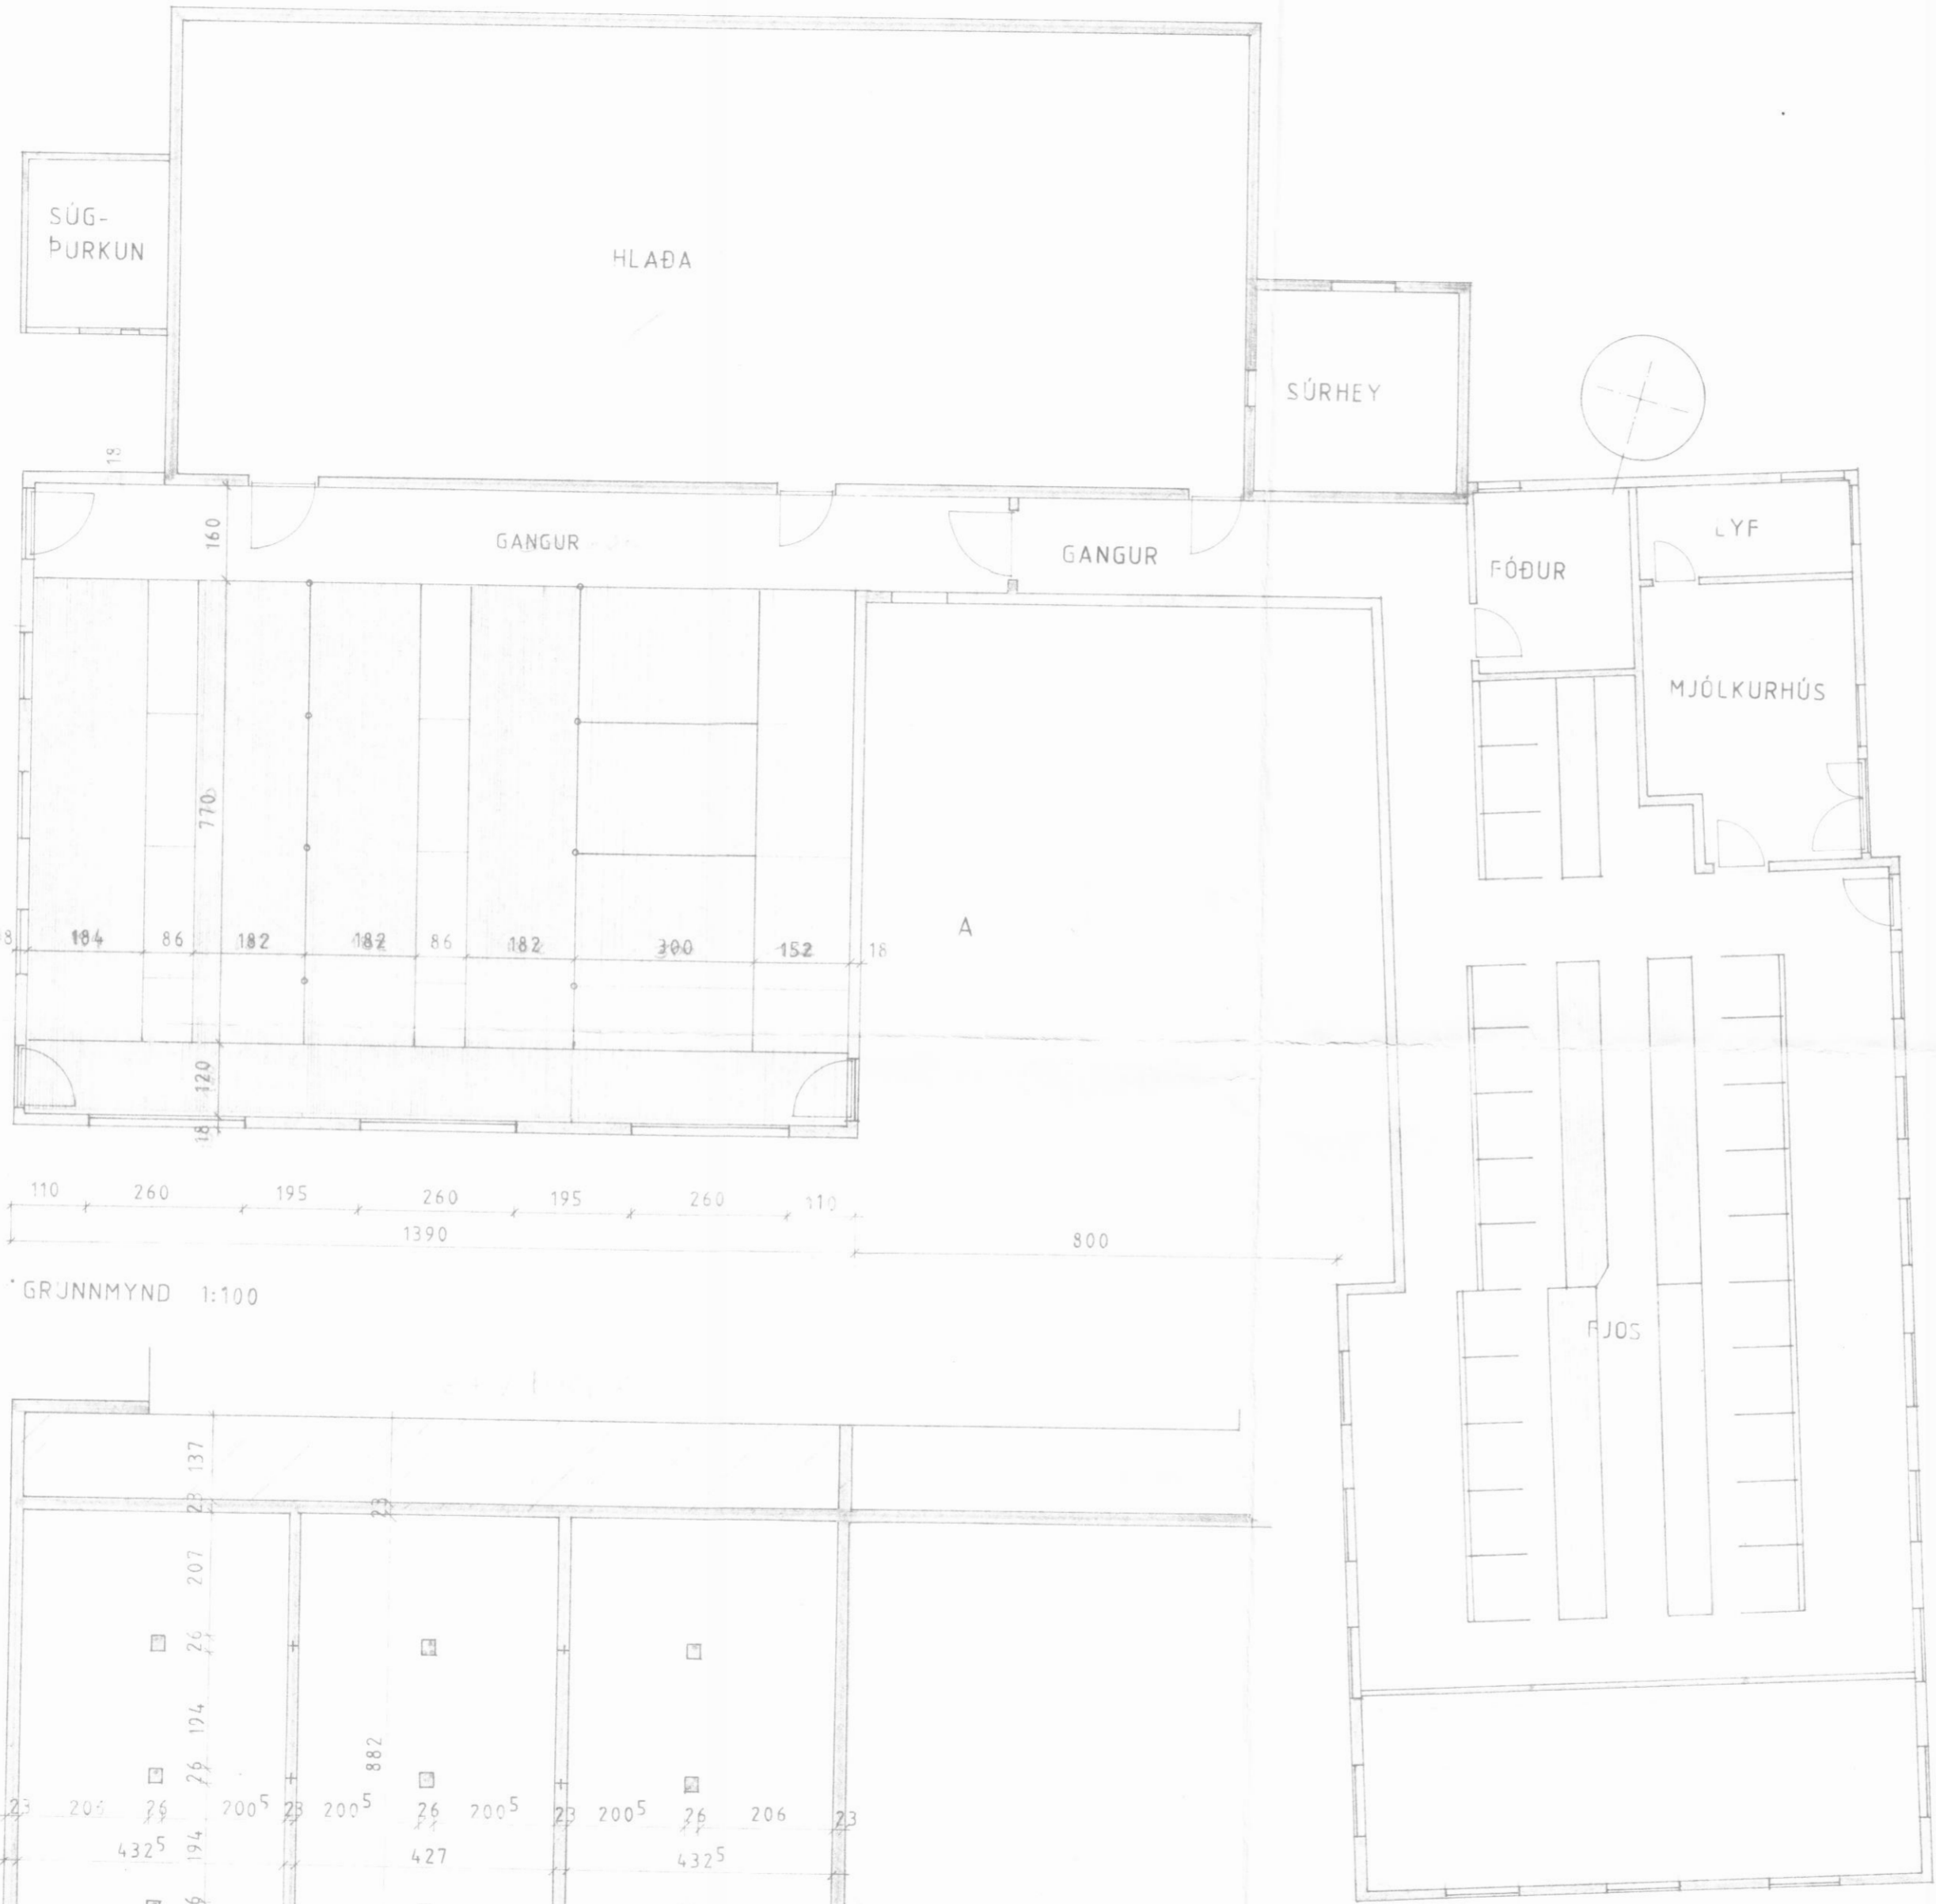 SÚG-
ÞURKUN
HLAÐA
SÚRHEY
18
160
GANGUR
GANGUR
FÓÐUR
LYF
MJÓLKURHÚS
770
184 86 182 182 86 182 300 152 18
A
120
18
110 260 195 260 195 260 110
1390
800
GRUNNMYND 1:100
FJOS
137
23
23
207
26
194
26
882
23 206 26 200⁵ 23 200⁵ 26 200⁵ 23 200⁵ 26 206 23
432⁵ 194 427 432⁵